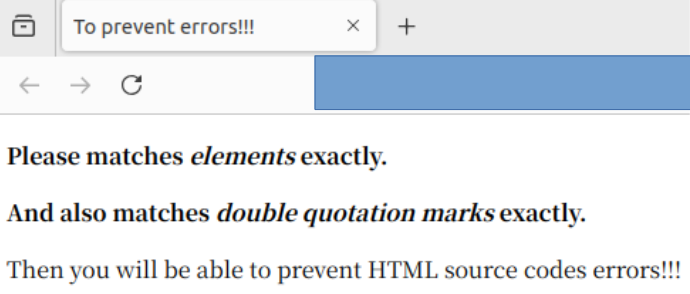 To prevent errors!!!
Please matches elements exactly.
And also matches double quotation marks exactly.
Then you will be able to prevent HTML source codes errors!!!